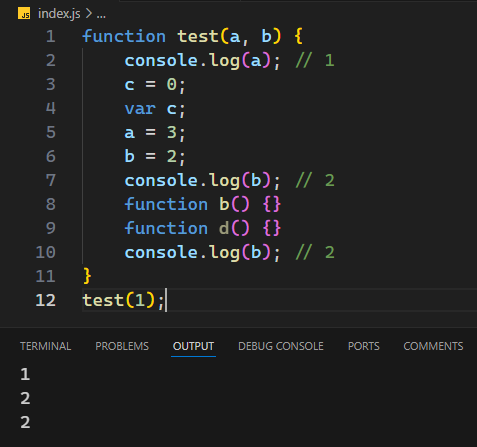 JS index.js > ...
1 function test(a, b) {
2 console.log(a); // 1
3 c = 0;
4 var c;
5 a = 3;
6 b = 2;
7 console.log(b); // 2
8 function b() {}
9 function d() {}
10 console.log(b); // 2
11 }
12 test(1);
TERMINAL PROBLEMS OUTPUT DEBUG CONSOLE PORTS COMMENTS
1
2
2